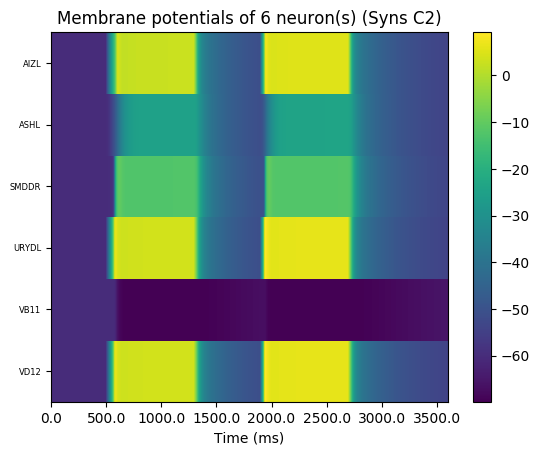 Membrane potentials of 6 neuron(s) (Syns C2)
AIZL
ASHL
SMDDR
URYDL
VB11
VD12
0.0 500.0 1000.0 1500.0 2000.0 2500.0 3000.0 3500.0
Time (ms)
0
−10
−20
−30
−40
−50
−60